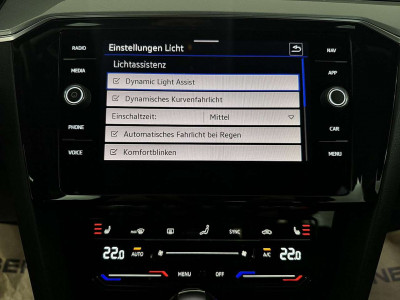 RADIO
MEDIA
PHONE
VOICE
Einstellungen Licht
Lichtassistenz
Dynamic Light Assist
Dynamisches Kurvenfahrlicht
Einschaltzeit: Mittel
Automatisches Fahrlicht bei Regen
Komfortblinken
NAV
APP
CAR
MENU
SYNC
22.0 AUTO A/C 22.0
MENU OFF